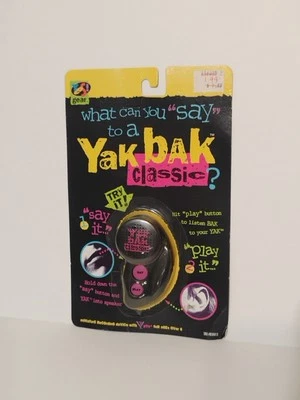 gear
what can you "say"
to a
YAK bAK
classic?
TRY IT!
"say
it..."
hit "play" button
to listen BAK
to your YAK
YAK
bAK
"play
it..."
Hold down the
"say" button and
YAK into speaker